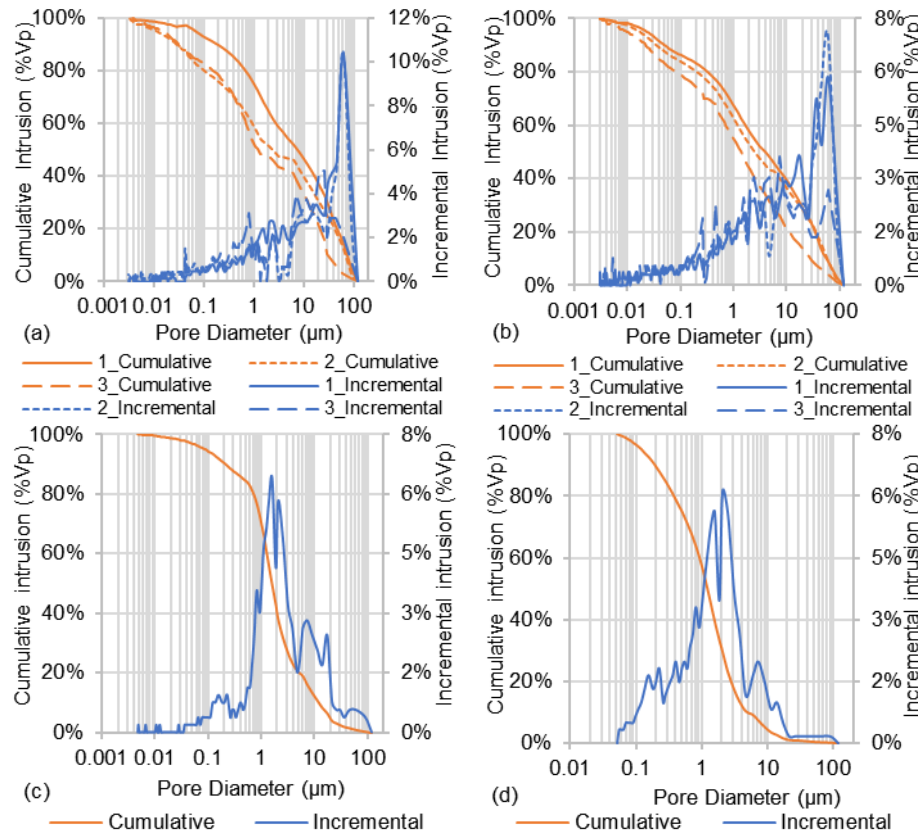 100% 12% 100% 8%
80% 10% 80% 6%
60% 8% 60% 5%
6%
40% 4% 40% 3%
20% 2% 20% 2%
0% 0% 0% 0%
Cumulative Intrusion (%Vp)
Incremental Intrusion (%Vp)
Cumulative Intrusion (%Vp)
Incremental Intrusion (%Vp)
0.001 0.01 0.1 1 10 100 0.001 0.01 0.1 1 10 100
(a) Pore Diameter (µm) (b) Pore Diameter (µm)
1_Cumulative 2_Cumulative 1_Cumulative 2_Cumulative
3_Cumulative 1_Incremental 3_Cumulative 1_Incremental
2_Incremental 3_Incremental 2_Incremental 3_Incremental
100% 8% 100% 8%
80% 6% 80% 6%
60% 5% 60% 5%
40% 3% 40% 3%
20% 2% 20% 2%
0% 0% 0% 0%
Cumulative intrusion (%Vp)
Incremental intrusion (%Vp)
Cumulative intrusion (%Vp)
Incremental intrusion (%Vp)
0.001 0.01 0.1 1 10 100 0.01 0.1 1 10 100
(c) Pore Diameter (µm) (d) Pore Diameter (µm)
Cumulative Incremental Cumulative Incremental